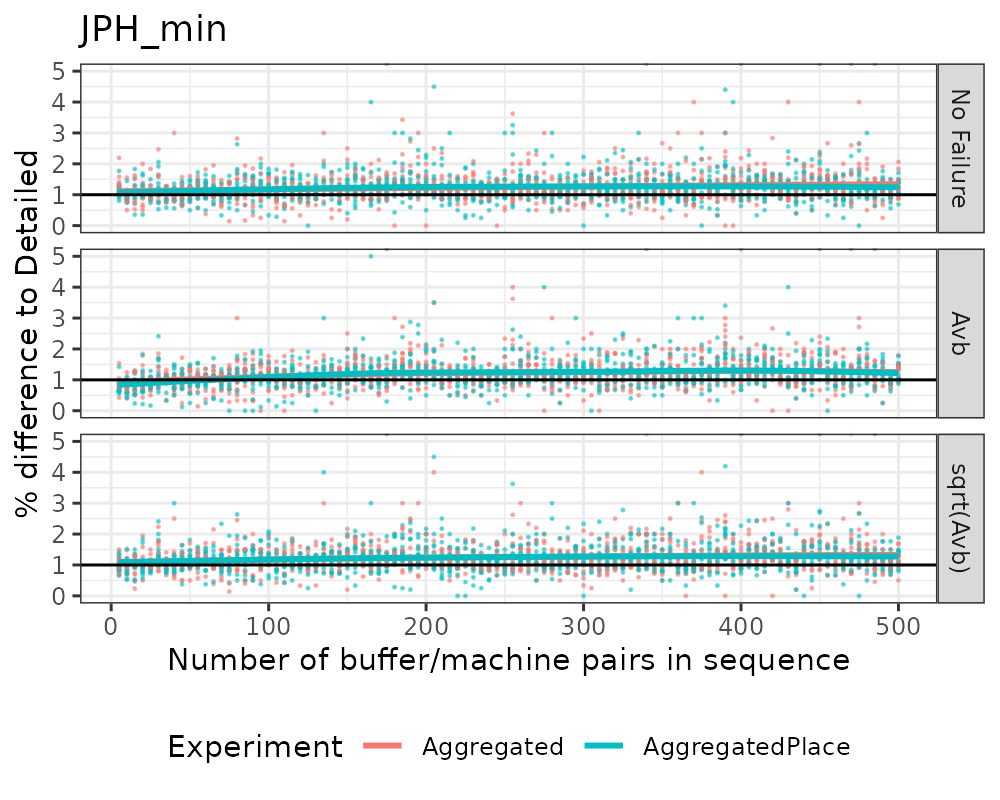 JPH_min
% difference to Detailed
5
4
3
2
1
0
No Failure
5
4
3
2
1
0
Avb
5
4
3
2
1
0
sqrt(Avb)
0 100 200 300 400 500
Number of buffer/machine pairs in sequence
Experiment Aggregated AggregatedPlace